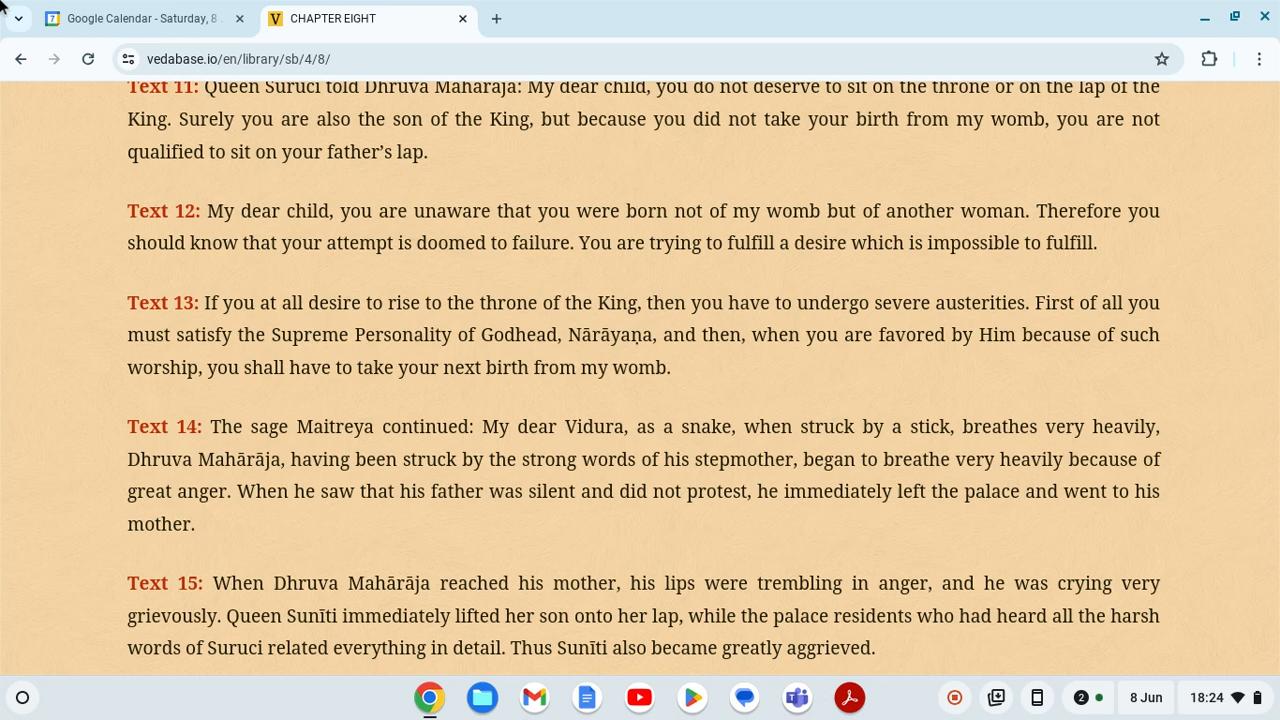 Google Calendar - Saturday, 8
CHAPTER EIGHT
vedabase.io/en/library/sb/4/8/
Text 11: Queen Suruci told Dhruva Mahārāja: My dear child, you do not deserve to sit on the throne or on the lap of the
King. Surely you are also the son of the King, but because you did not take your birth from my womb, you are not
qualified to sit on your father’s lap.
Text 12: My dear child, you are unaware that you were born not of my womb but of another woman. Therefore you
should know that your attempt is doomed to failure. You are trying to fulfill a desire which is impossible to fulfill.
Text 13: If you at all desire to rise to the throne of the King, then you have to undergo severe austerities. First of all you
must satisfy the Supreme Personality of Godhead, Nārāyaṇa, and then, when you are favored by Him because of such
worship, you shall have to take your next birth from my womb.
Text 14: The sage Maitreya continued: My dear Vidura, as a snake, when struck by a stick, breathes very heavily,
Dhruva Mahārāja, having been struck by the strong words of his stepmother, began to breathe very heavily because of
great anger. When he saw that his father was silent and did not protest, he immediately left the palace and went to his
mother.
Text 15: When Dhruva Mahārāja reached his mother, his lips were trembling in anger, and he was crying very
grievously. Queen Sunīti immediately lifted her son onto her lap, while the palace residents who had heard all the harsh
words of Suruci related everything in detail. Thus Sunīti also became greatly aggrieved.
2
8 Jun
18:24